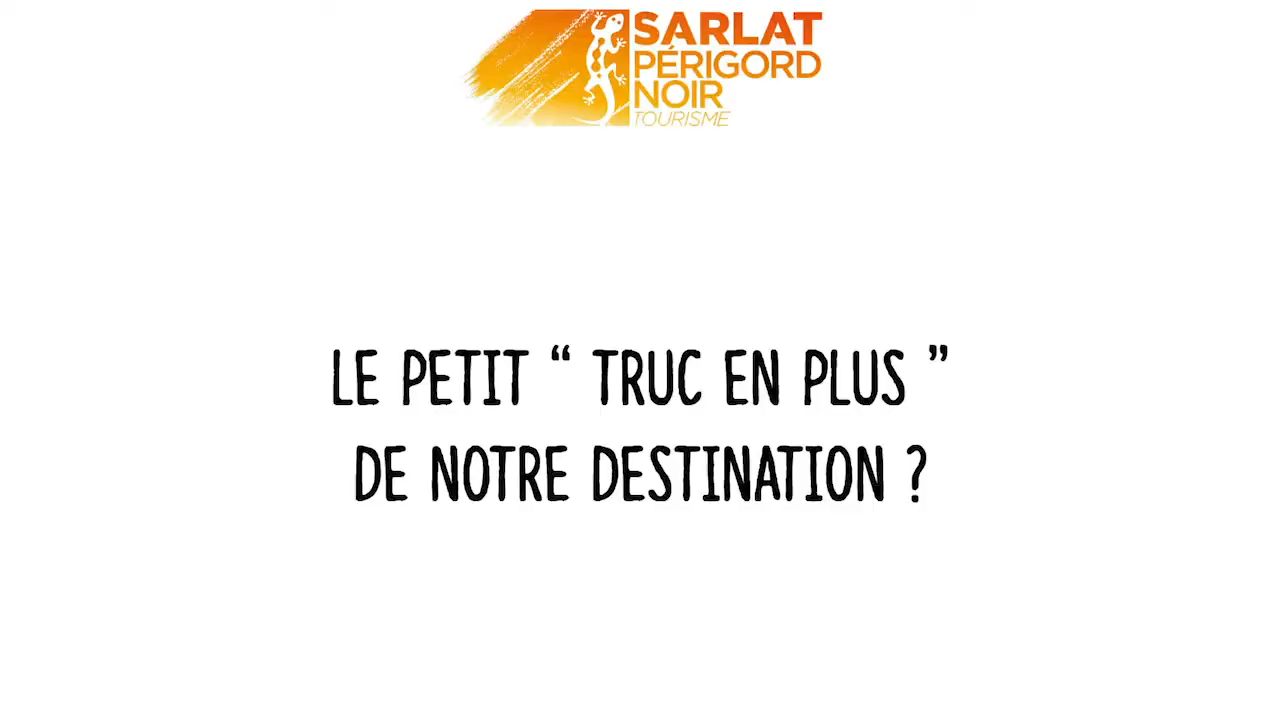 SARLAT
PÉRIGORD
NOIR
TOURISME
LE PETIT “ TRUC EN PLUS ”
DE NOTRE DESTINATION ?